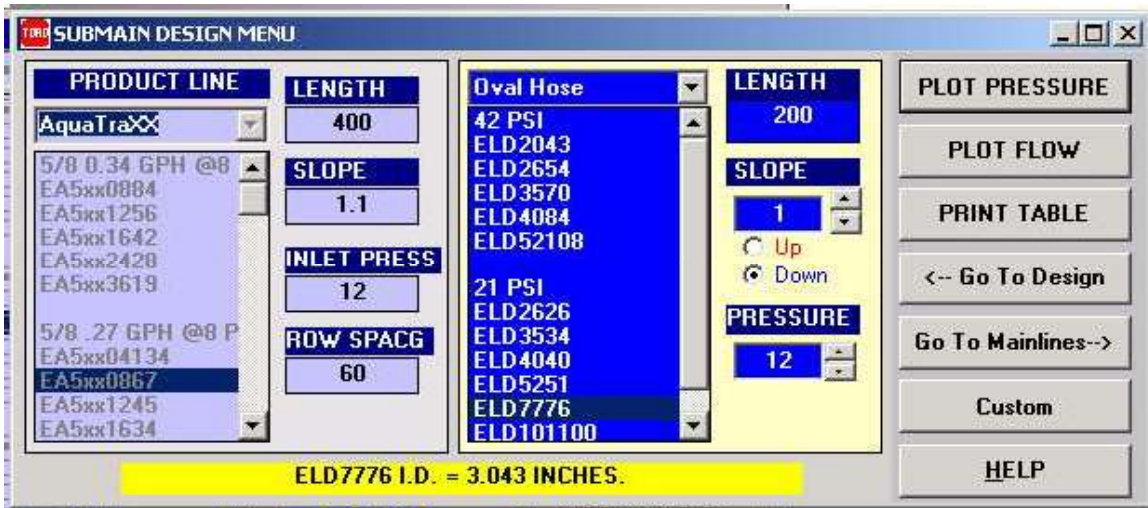 TORO SUBMAIN DESIGN MENU
PRODUCT LINE
AquaTraXX
5/8 0.34 GPH @8
EA5xx0884
EA5xx1256
EA5xx1642
EA5xx2428
EA5xx3619
5/8 .27 GPH @8 P
EA5xx04134
EA5xx0867
EA5xx1245
EA5xx1634
LENGTH
400
SLOPE
1.1
INLET PRESS
12
ROW SPACG
60
Oval Hose
42 PSI
ELD2043
ELD2654
ELD3570
ELD4084
ELD52108
21 PSI
ELD2626
ELD3534
ELD4040
ELD5251
ELD7776
ELD101100
LENGTH
200
SLOPE
1
Up
Down
PRESSURE
12
PLOT PRESSURE
PLOT FLOW
PRINT TABLE
<-- Go To Design
Go To Mainlines-->
Custom
HELP
ELD7776 I.D. = 3.043 INCHES.